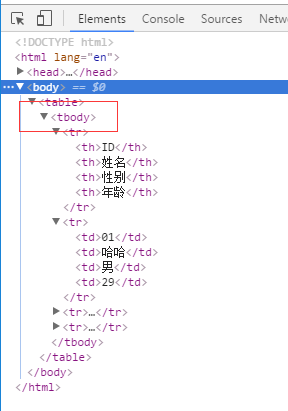 Elements Console Sources
<!DOCTYPE html>
<html lang="en">
<head>…</head>
<body> == $0
<table>
<tbody>
<tr>
<th>ID</th>
<th>姓名</th>
<th>性别</th>
<th>年龄</th>
</tr>
<tr>
<td>01</td>
<td>哈哈</td>
<td>男</td>
<td>29</td>
</tr>
<tr>…</tr>
<tr>…</tr>
</tbody>
</table>
</body>
</html>